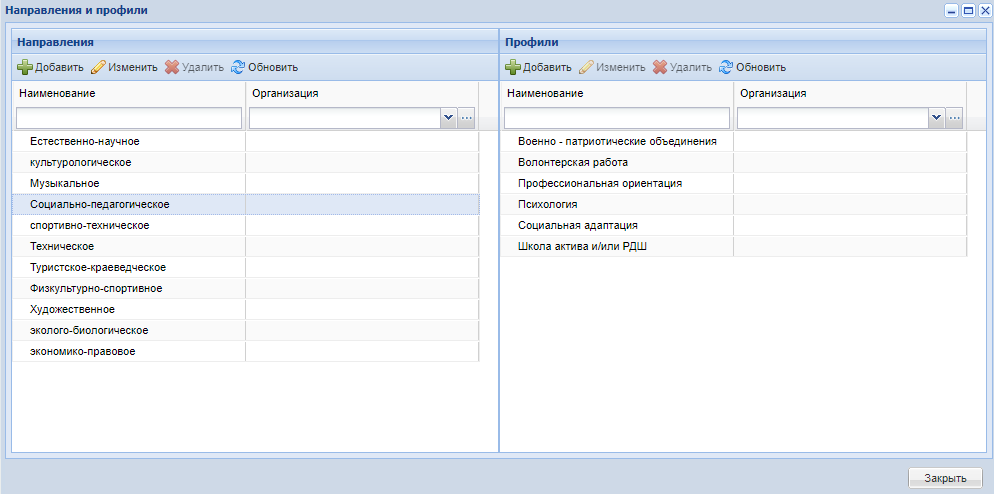 Направления и профили
Направления
Добавить Изменить Удалить Обновить
Наименование Организация
Естественно-научное
культурологическое
Музыкальное
Социально-педагогическое
спортивно-техническое
Техническое
Туристское-краеведческое
Физкультурно-спортивное
Художественное
эколого-биологическое
экономико-правовое
Профили
Добавить Изменить Удалить Обновить
Наименование Организация
Военно - патриотические объединения
Волонтерская работа
Профессиональная ориентация
Психология
Социальная адаптация
Школа актива и/или РДШ
Закрыть